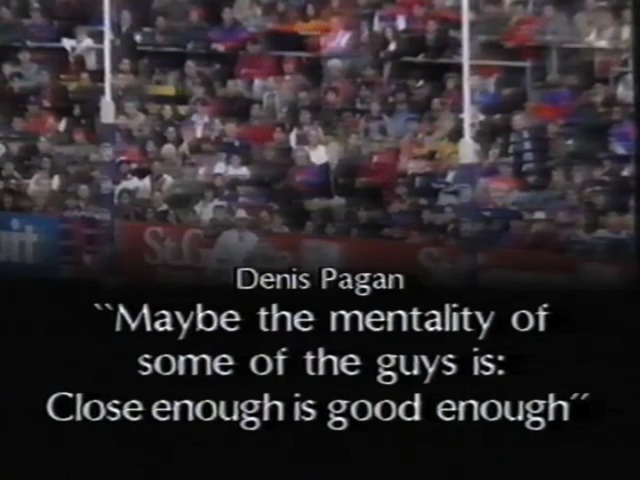 Denis Pagan
``Maybe the mentality of
some of the guys is:
Close enough is good enough´´